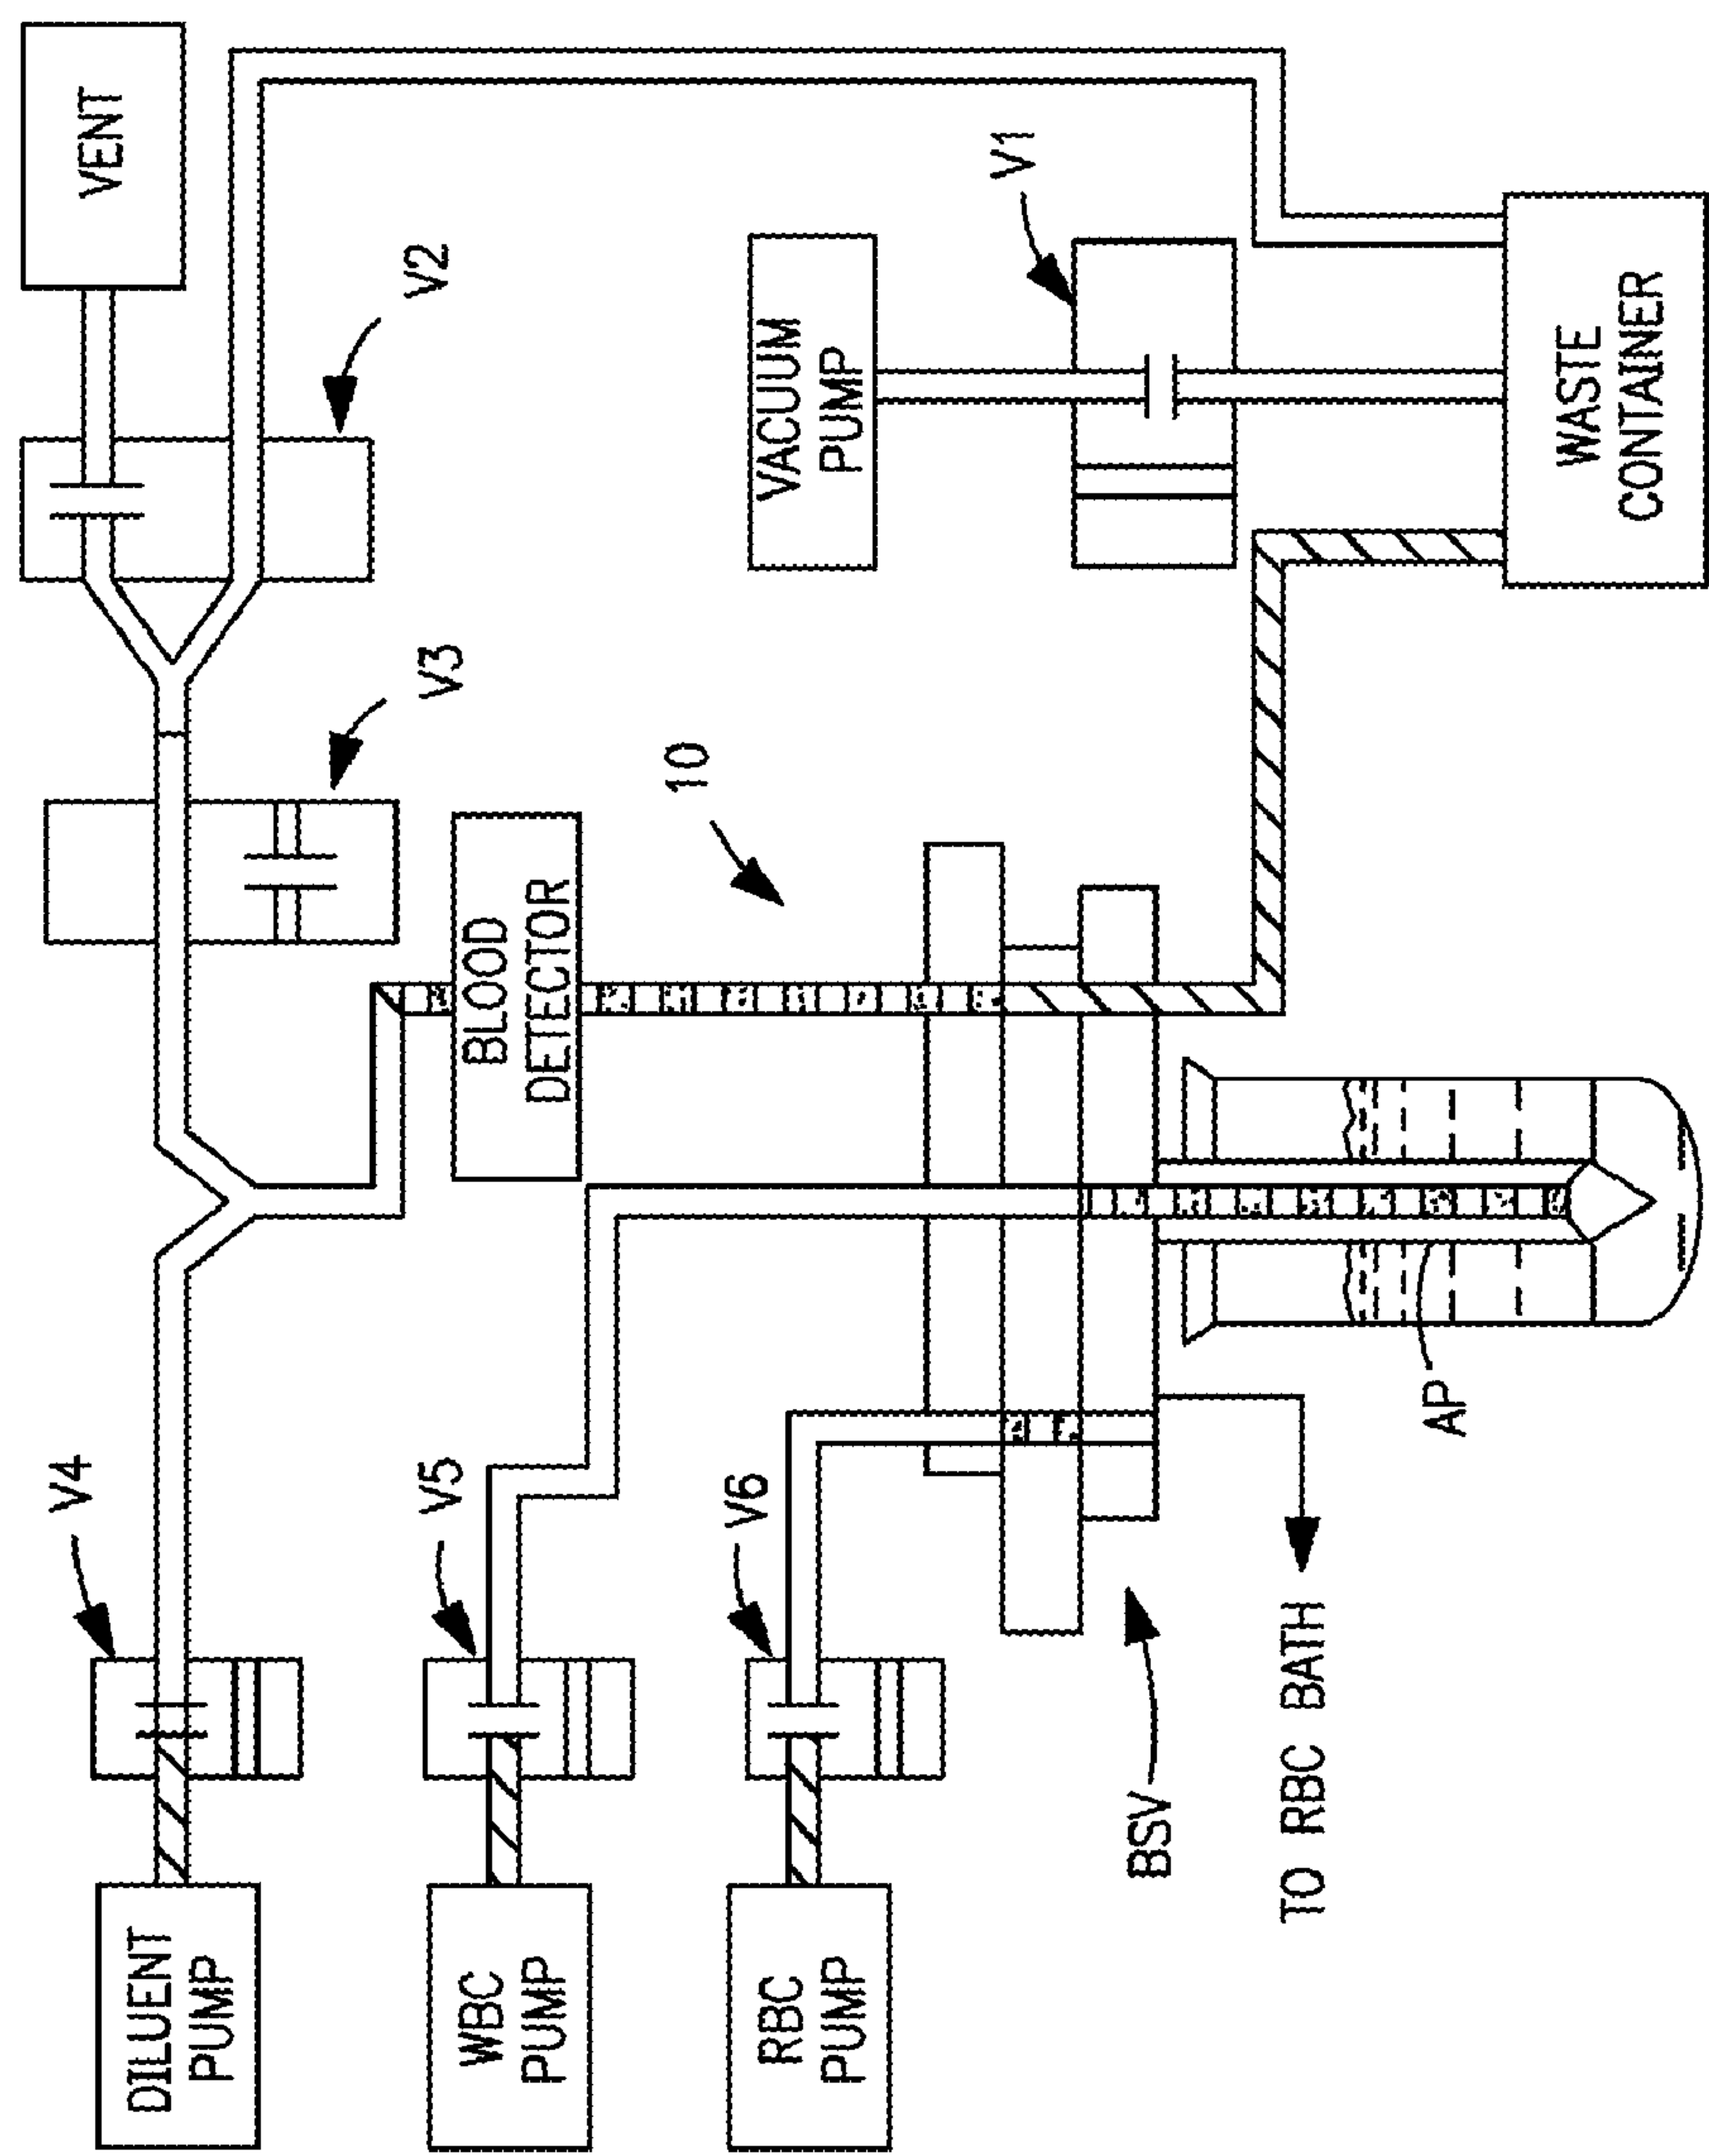 DILUENT
PUMP
V4
V3
V2
VENT
WBC
PUMP
V5
BLOOD
DETECTOR
RBC
PUMP
V6
10
VACUUM
PUMP
V1
BSV
TO RBC BATH
AP
WASTE
CONTAINER